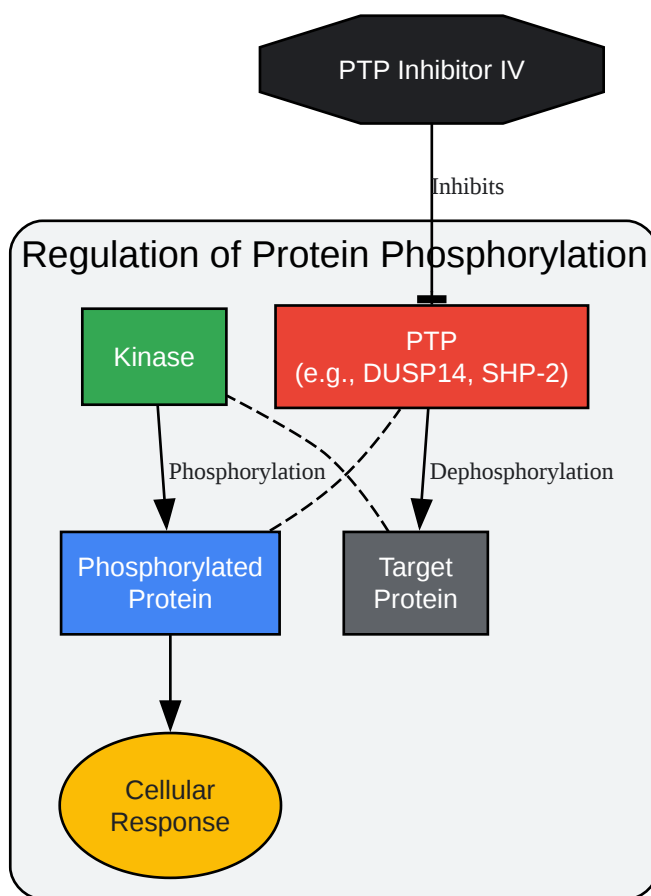 PTP Inhibitor IV
Inhibits
Regulation of Protein Phosphorylation
Kinase
PTP
(e.g., DUSP14, SHP-2)
Phosphorylation
Dephosphorylation
Phosphorylated
Protein
Target
Protein
Cellular
Response